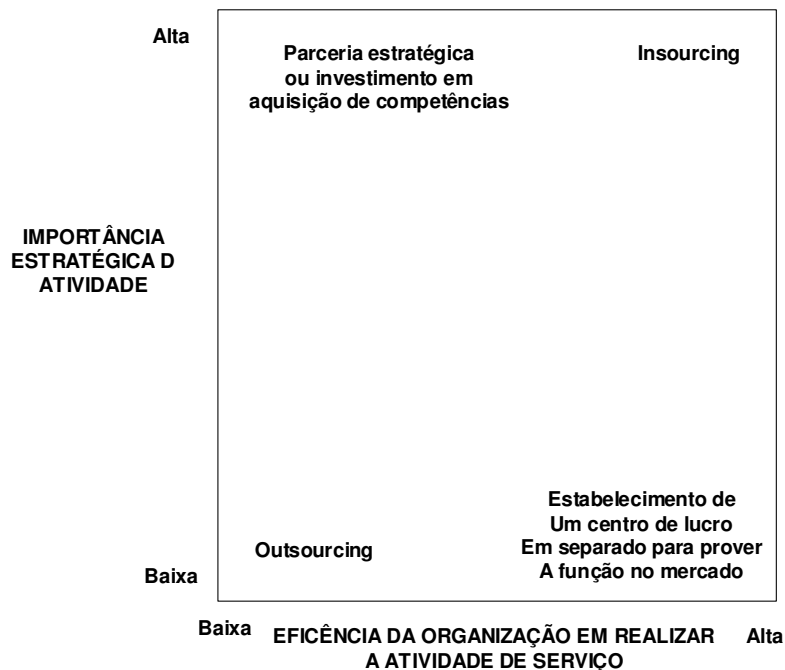 Alta
Parceria estratégica
ou investimento em
aquisição de competências
Insourcing
IMPORTÂNCIA
ESTRATÉGICA D
ATIVIDADE
Outsourcing
Estabelecimento de
Um centro de lucro
Em separado para prover
A função no mercado
Baixa
Baixa
EFICÊNCIA DA ORGANIZAÇÃO EM REALIZAR
A ATIVIDADE DE SERVIÇO
Alta